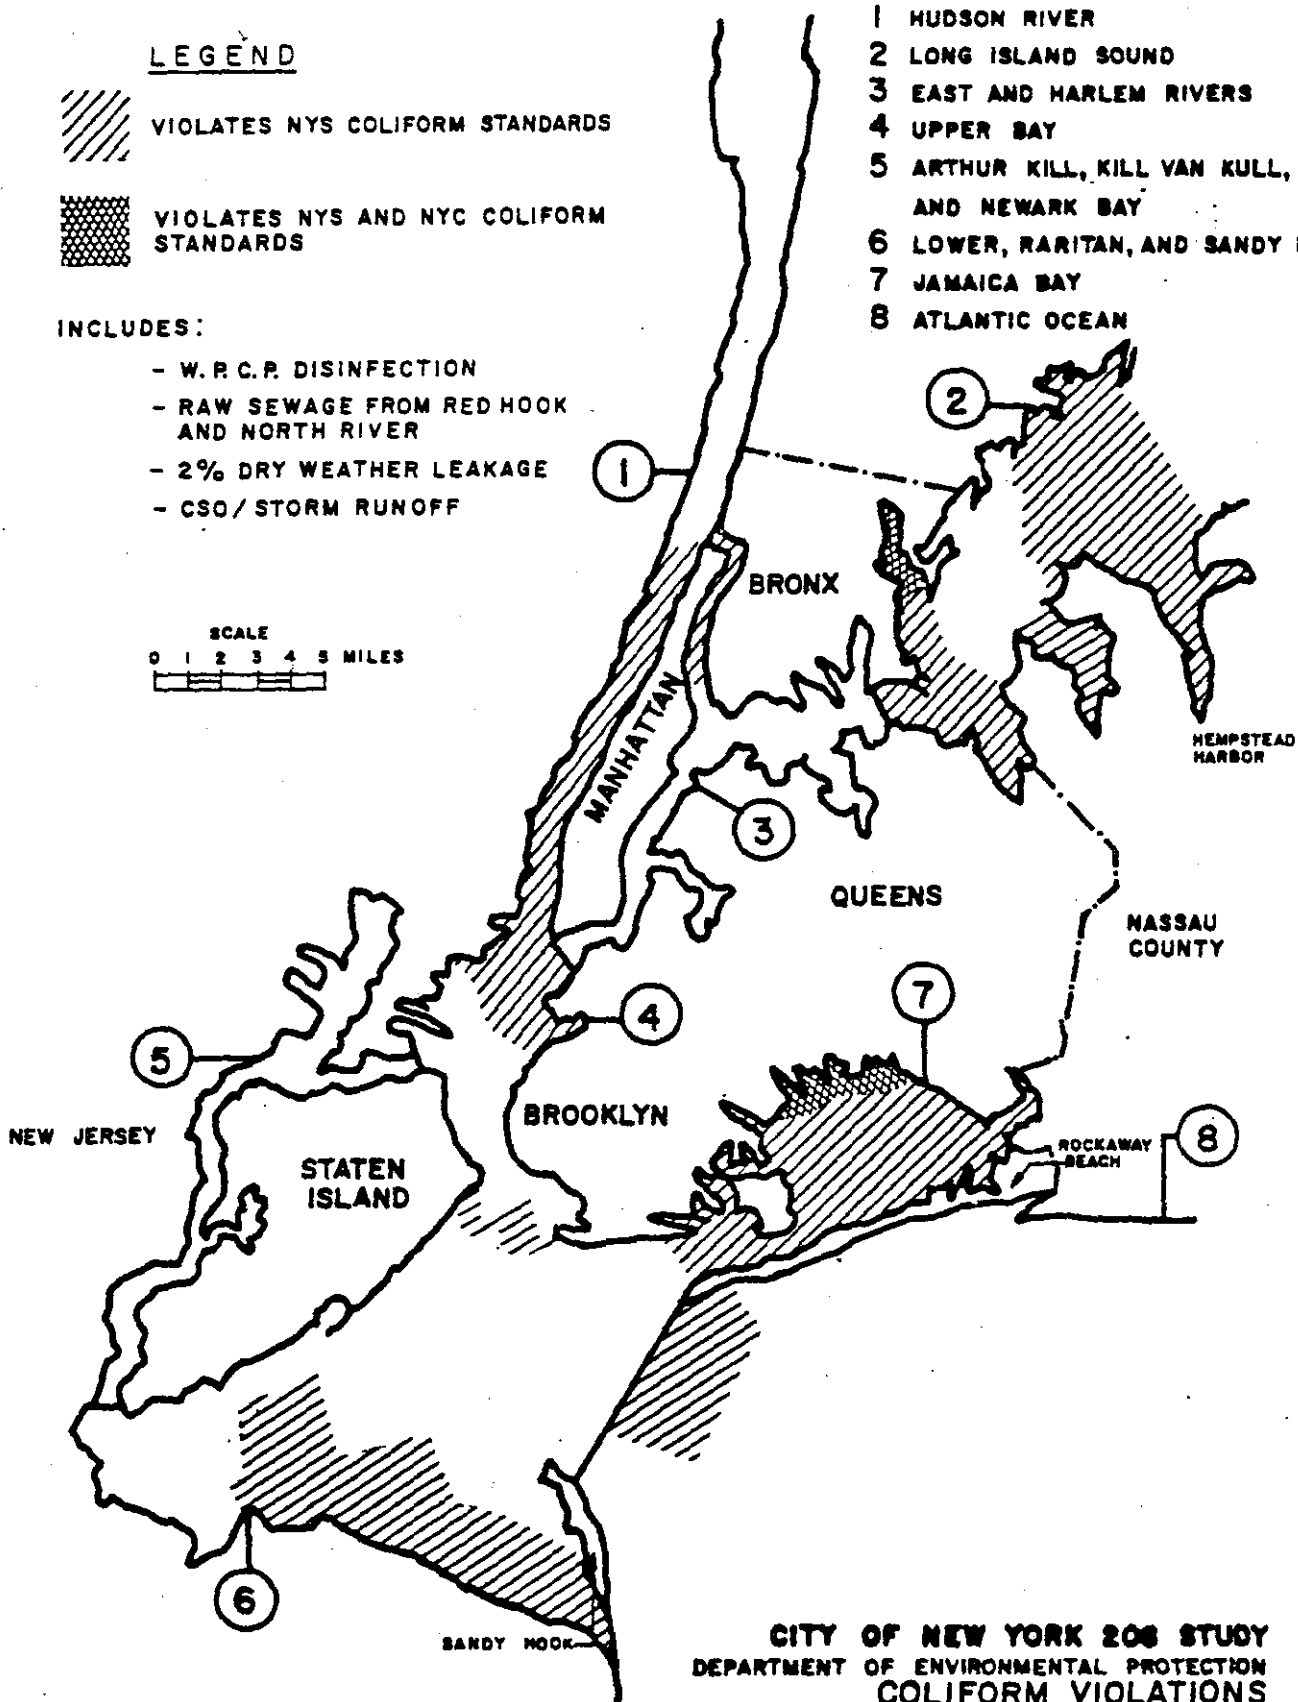 LEGEND
VIOLATES NYS COLIFORM STANDARDS
VIOLATES NYS AND NYC COLIFORM
STANDARDS
INCLUDES:
- W.P.C.P. DISINFECTION
- RAW SEWAGE FROM RED HOOK
AND NORTH RIVER
- 2% DRY WEATHER LEAKAGE
- CSO/STORM RUNOFF
SCALE
0 1 2 3 4 5 MILES
1 HUDSON RIVER
2 LONG ISLAND SOUND
3 EAST AND HARLEM RIVERS
4 UPPER BAY
5 ARTHUR KILL, KILL VAN KULL,
AND NEWARK BAY
6 LOWER, RARITAN, AND SANDY
7 JAMAICA BAY
8 ATLANTIC OCEAN
2
1
BRONX
MANHATTAN
HEMPSTEAD
HARBOR
3
QUEENS
NASSAU
COUNTY
7
4
5
BROOKLYN
NEW JERSEY
STATEN
ISLAND
ROCKAWAY
BEACH
8
6
SANDY HOOK
CITY OF NEW YORK 208 STUDY
DEPARTMENT OF ENVIRONMENTAL PROTECTION
COLIFORM VIOLATIONS